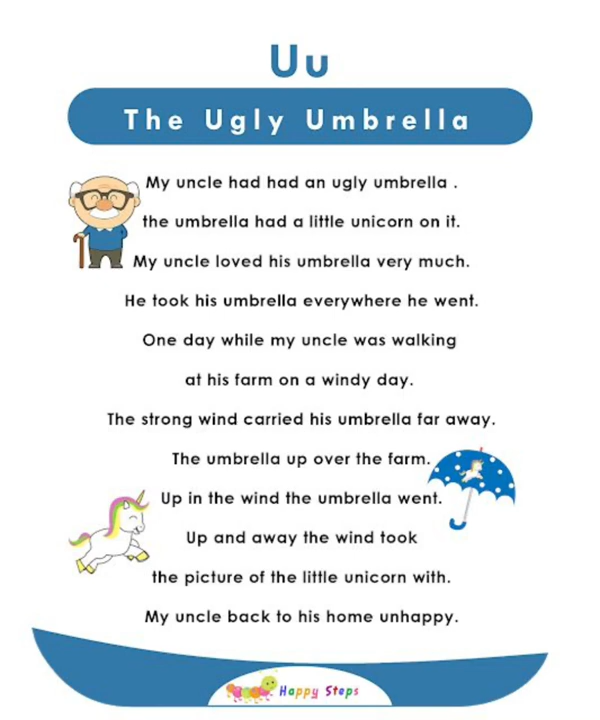 Uu
The Ugly Umbrella
My uncle had had an ugly umbrella .
the umbrella had a little unicorn on it.
My uncle loved his umbrella very much.
He took his umbrella everywhere he went.
One day while my uncle was walking
at his farm on a windy day.
The strong wind carried his umbrella far away.
The umbrella up over the farm.
Up in the wind the umbrella went.
Up and away the wind took
the picture of the little unicorn with.
My uncle back to his home unhappy.
Happy Steps